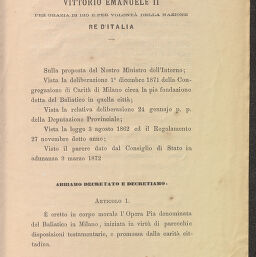 VITTORIO EMANUELE II
PER GRAZIA DI DIO E PER VOLONTÀ DELLA NAZIONE
RE D'ITALIA
Sulla proposta del Nostro Ministro dell'Interno;
Vista la deliberazione 1° dicembre 1871 della Con-
gregazione di Carità di Milano circa la pia fondazione
detta del Baliatico in quella città;
Vista la relativa deliberazione 24 gennajo p. p.
della Deputazione Provinciale;
Vista la legge 3 agosto 1862 ed il Regolamento
27 novembre detto anno;
Visto il parere dato dal Consiglio di Stato in
adunanza 3 marzo 1872
ABBIAMO DECRETATO E DECRETIAMO:
ARTICOLO 1.
È eretto in corpo morale l'Opera Pia denominata
del Baliatico in Milano, iniziata in virtù di parecchie
disposizioni testamentarie, e promossa dalla carità cit-
tadina.